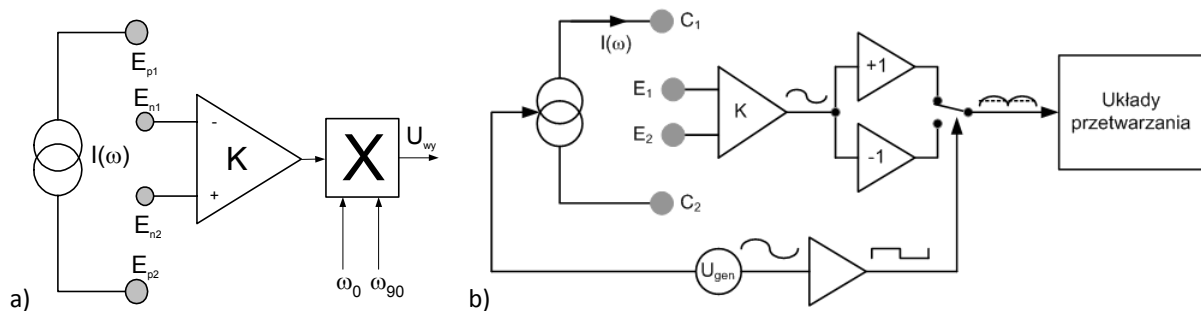 a)
E_p1
E_n1
I(ω)
-
K
+
X
U_wy
E_n2
E_p2
ω_0
ω_90
b)
C_1
I(ω)
E_1
E_2
K
+1
-1
C_2
U_gen
Układy
przetwarzania